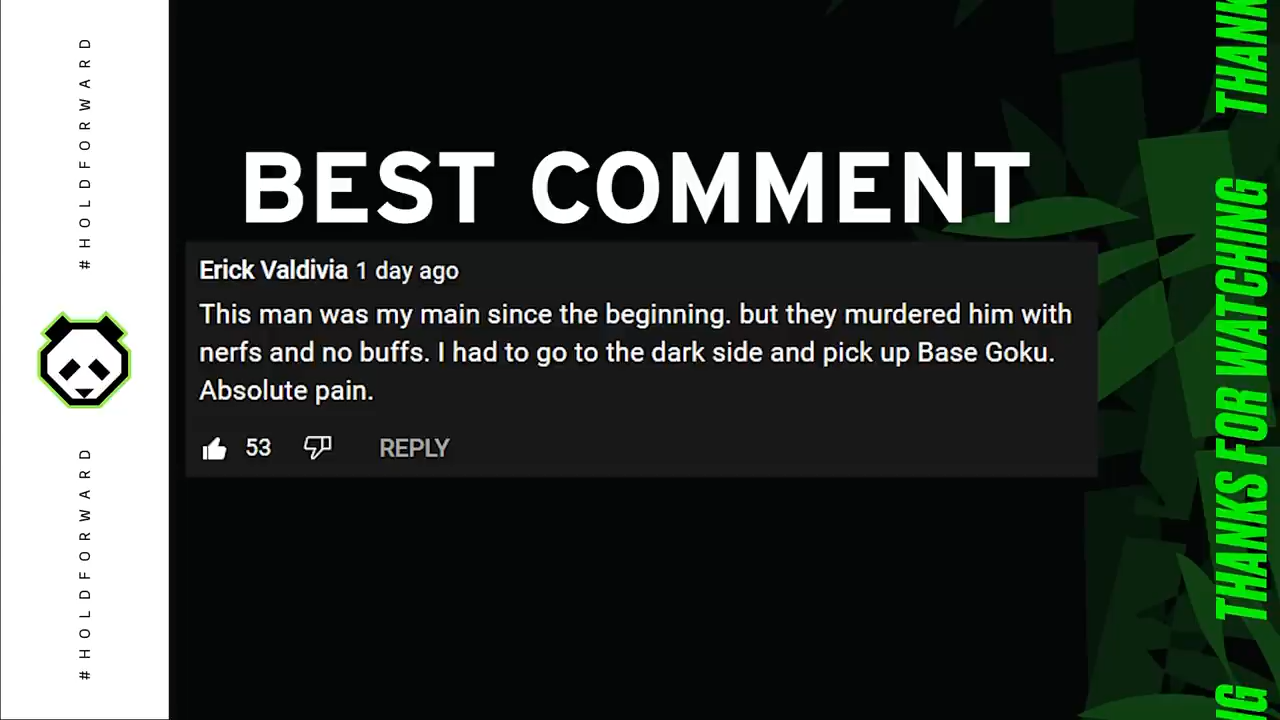 #HOLDFORWARD
#HOLDFORWARD
BEST COMMENT
Erick Valdivia 1 day ago
This man was my main since the beginning. but they murdered him with
nerfs and no buffs. I had to go to the dark side and pick up Base Goku.
Absolute pain.
53 REPLY
THANK
THANKS FOR WATCHING
NG